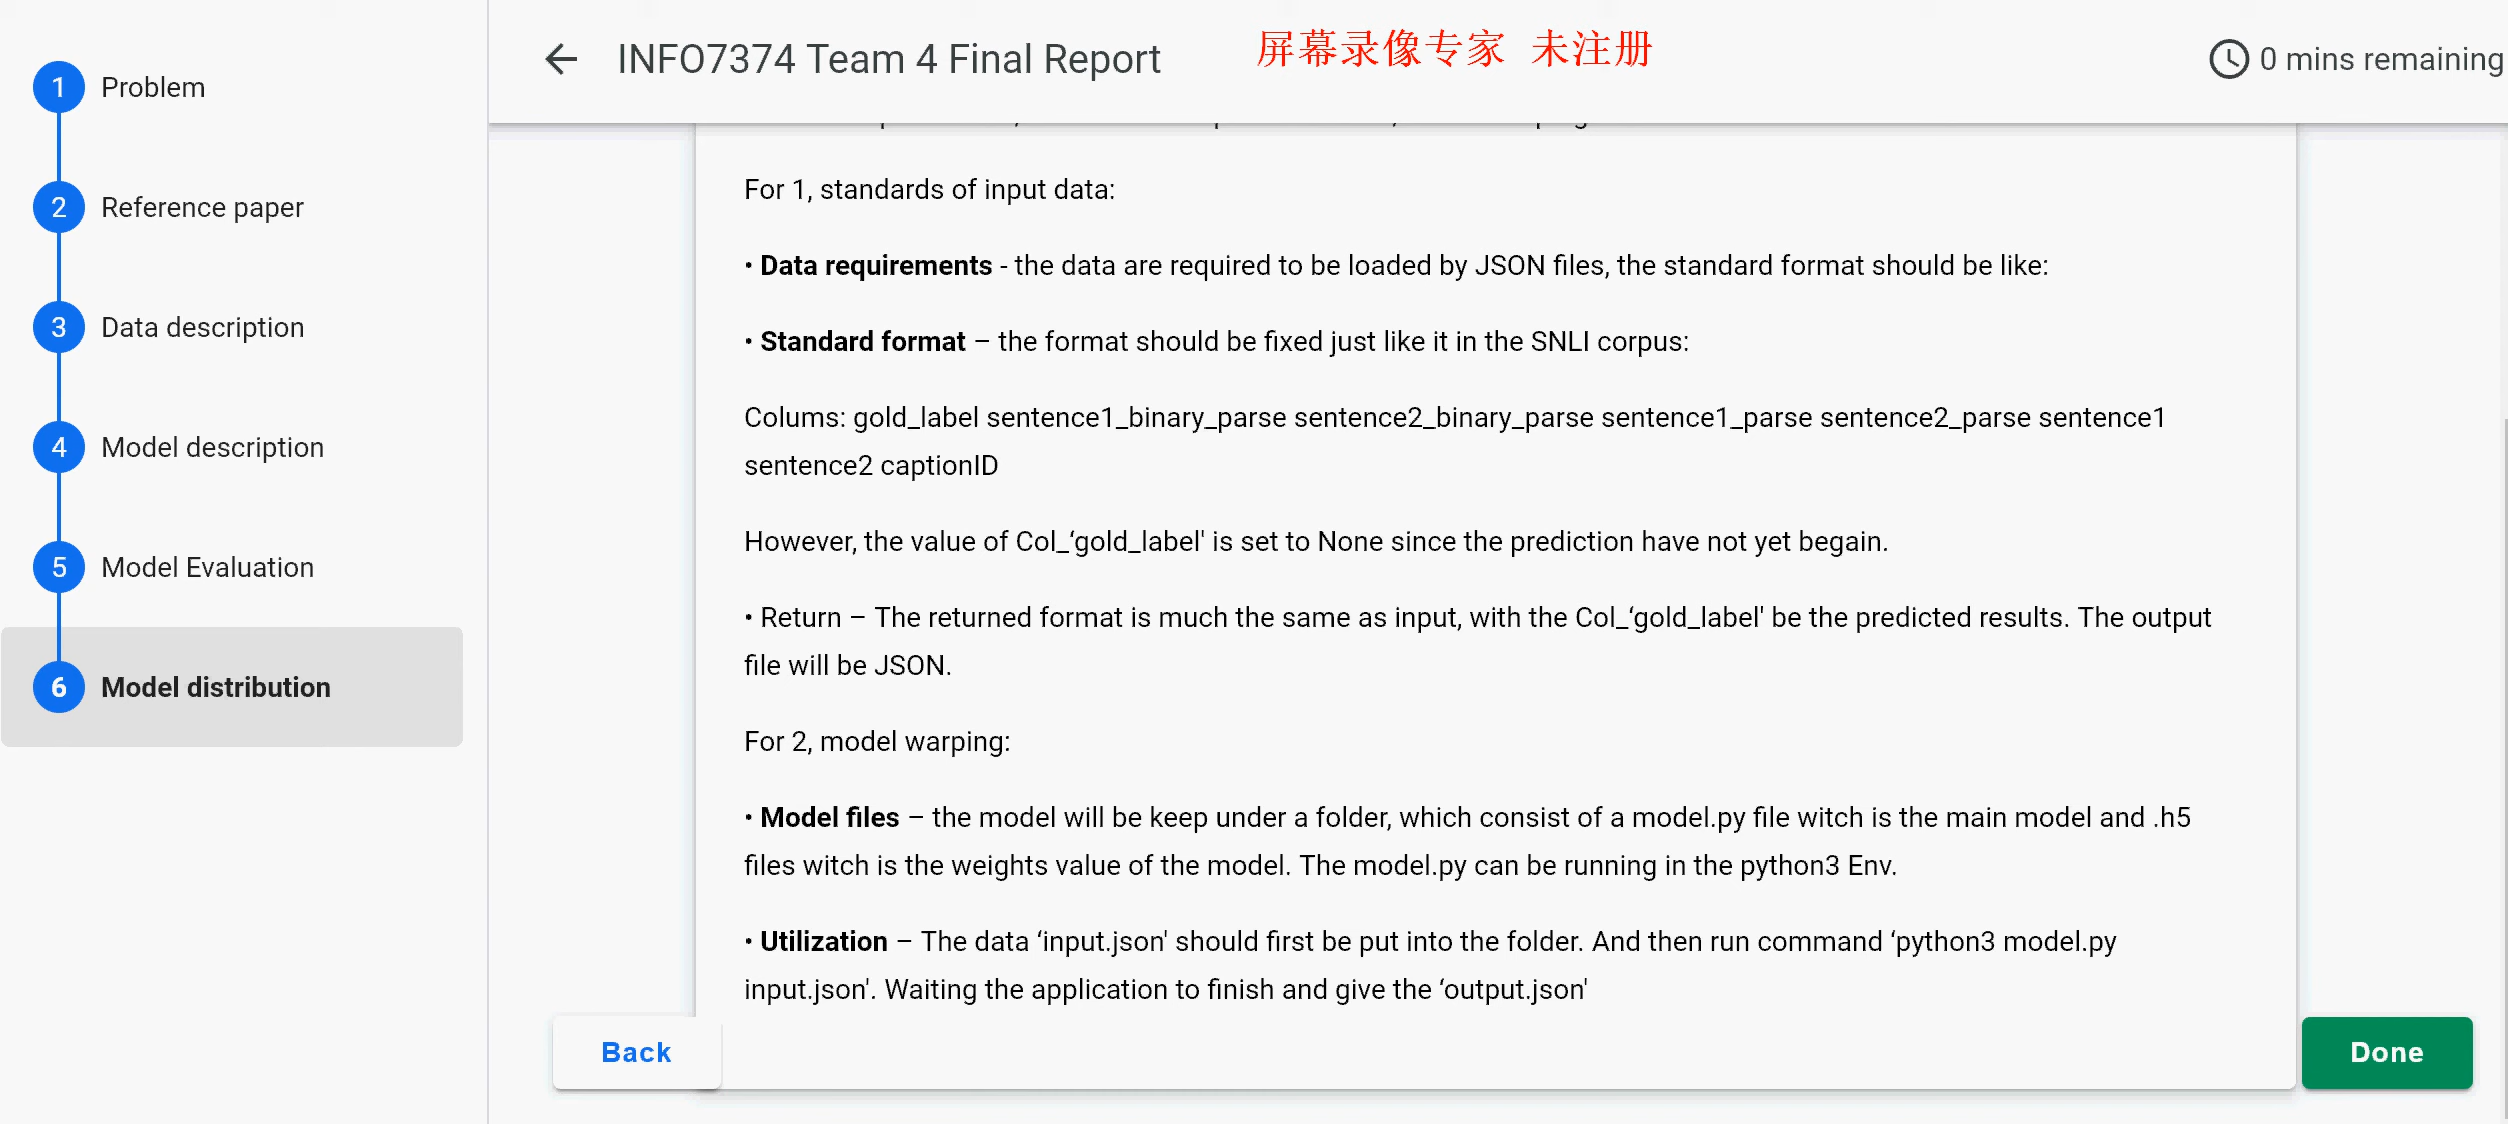 1 Problem
2 Reference paper
3 Data description
4 Model description
5 Model Evaluation
6 Model distribution
INFO7374 Team 4 Final Report
屏幕录像专家 未注册
0 mins remaining
For 1, standards of input data:
• Data requirements - the data are required to be loaded by JSON files, the standard format should be like:
• Standard format – the format should be fixed just like it in the SNLI corpus:
Colums: gold_label sentence1_binary_parse sentence2_binary_parse sentence1_parse sentence2_parse sentence1
sentence2 captionID
However, the value of Col_‘gold_label' is set to None since the prediction have not yet begain.
• Return – The returned format is much the same as input, with the Col_‘gold_label' be the predicted results. The output
file will be JSON.
For 2, model warping:
• Model files – the model will be keep under a folder, which consist of a model.py file witch is the main model and .h5
files witch is the weights value of the model. The model.py can be running in the python3 Env.
• Utilization – The data ‘input.json' should first be put into the folder. And then run command ‘python3 model.py
input.json'. Waiting the application to finish and give the ‘output.json'
Back
Done